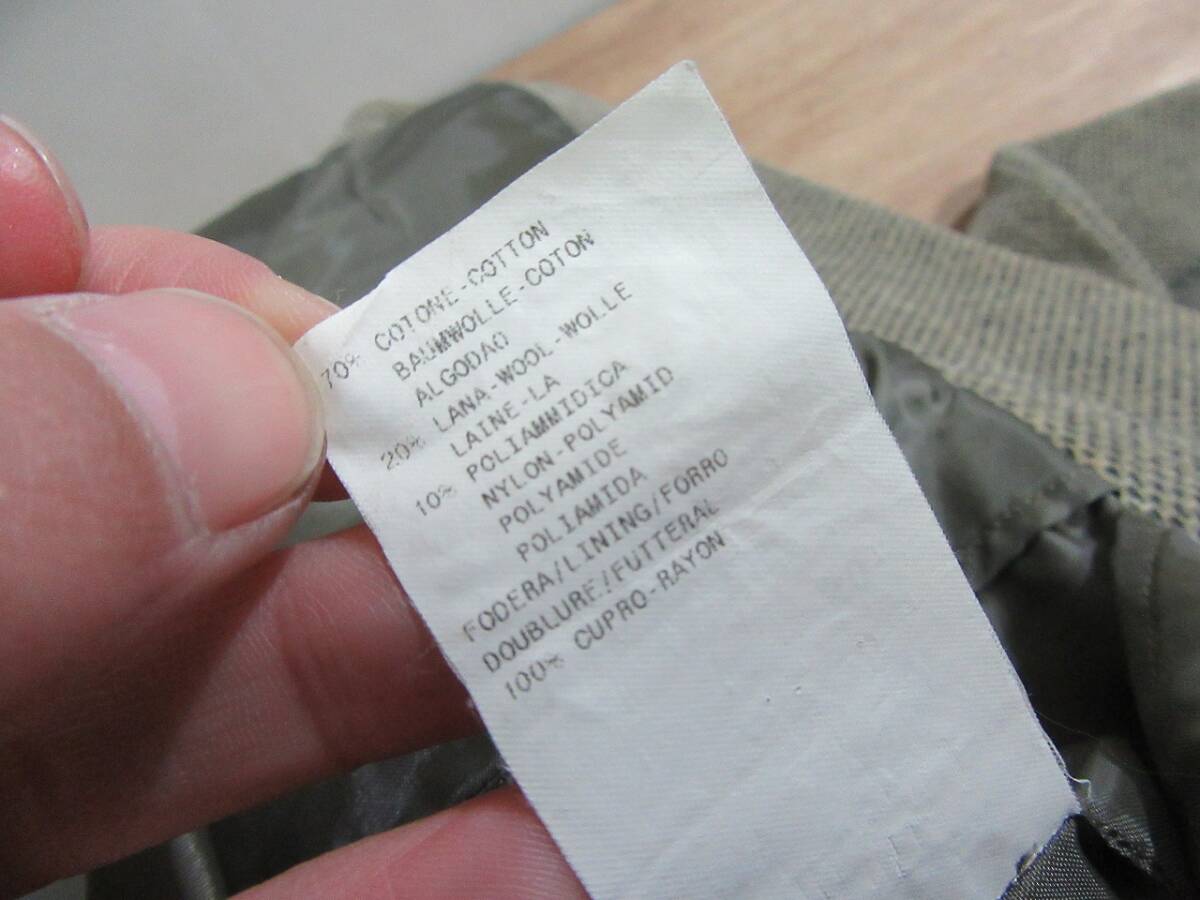 70% COTONE-COTTON
BAUMWOLLE-COTON
ALGODAO
20% LANA-WOOL-WOLLE
LAINE-LA
10% POLIAMMIDICA
NYLON-POLYAMID
POLYAMIDE
POLIAMIDA
FODERA/LINING/FORRO
DOUBLURE/FUTTERAL
100% CUPRO-RAYON